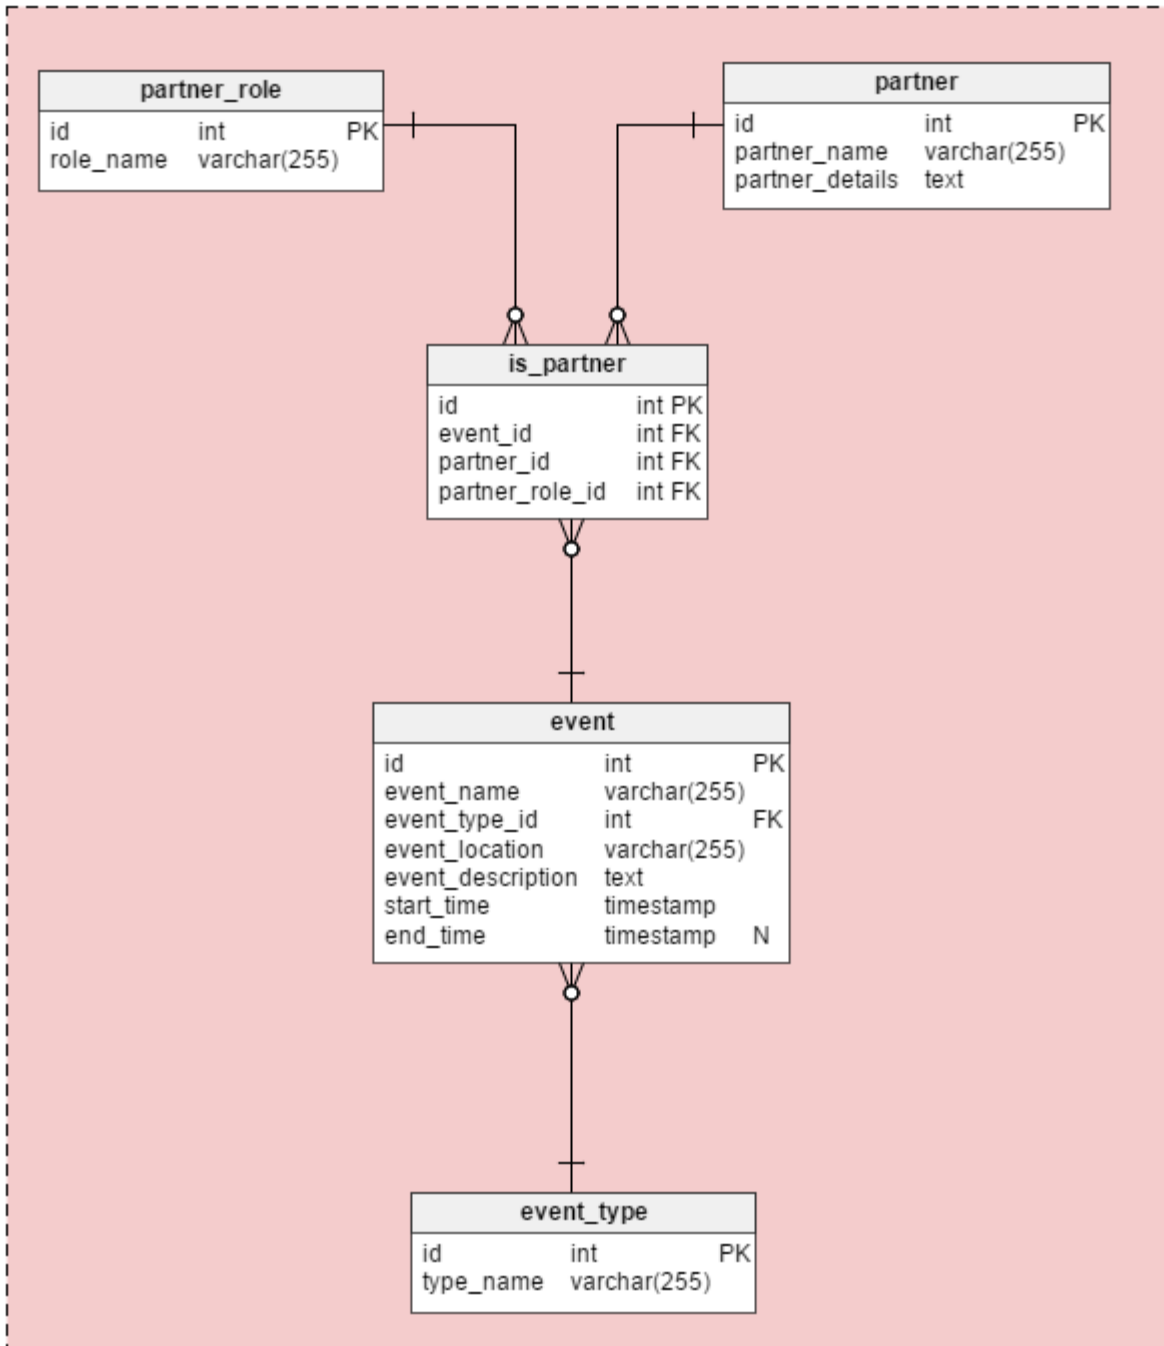 partner_role
id int PK
role_name varchar(255)
partner
id int PK
partner_name varchar(255)
partner_details text
is_partner
id int PK
event_id int FK
partner_id int FK
partner_role_id int FK
event
id int PK
event_name varchar(255)
event_type_id int FK
event_location varchar(255)
event_description text
start_time timestamp
end_time timestamp N
event_type
id int PK
type_name varchar(255)